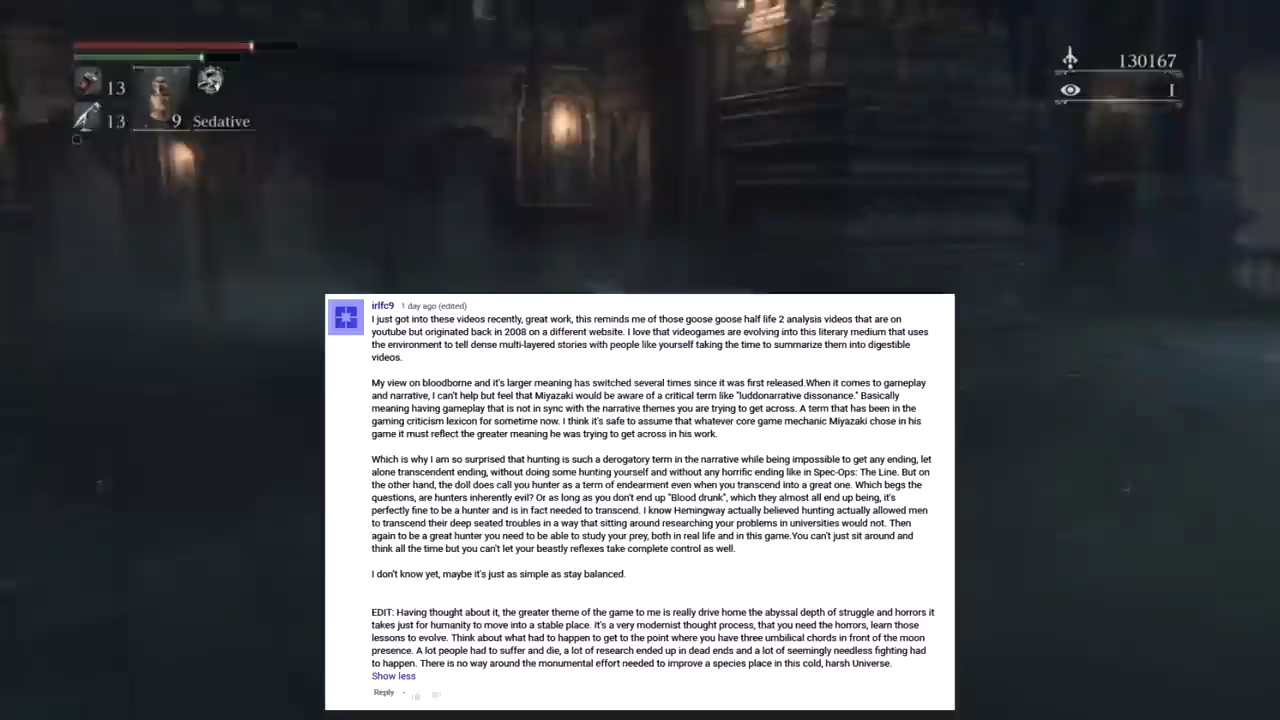 130167
13
I
13
9 Sedative
irlfc9 1 day ago (edited)
I just got into these videos recently, great work, this reminds me of those goose goose half life 2 analysis videos that are on
youtube but originated back in 2008 on a different website. I love that videogames are evolving into this literary medium that uses
the environment to tell dense multi-layered stories with people like yourself taking the time to summarize them into digestible
videos.
My view on bloodborne and it's larger meaning has switched several times since it was first released.When it comes to gameplay
and narrative, I can't help but feel that Miyazaki would be aware of a critical term like "luddonarrative dissonance." Basically
meaning having gameplay that is not in sync with the narrative themes you are trying to get across. A term that has been in the
gaming criticism lexicon for sometime now. I think it's safe to assume that whatever core game mechanic Miyazaki chose in his
game it must reflect the greater meaning he was trying to get across in his work.
Which is why I am so surprised that hunting is such a derogatory term in the narrative while being impossible to get any ending, let
alone transcendent ending, without doing some hunting yourself and without any horrific ending like in Spec-Ops: The Line. But on
the other hand, the doll does call you hunter as a term of endearment even when you transcend into a great one. Which begs the
questions, are hunters inherently evil? Or as long as you don't end up "Blood drunk", which they almost all end up being, it's
perfectly fine to be a hunter and is in fact needed to transcend. I know Hemingway actually believed hunting actually allowed men
to transcend their deep seated troubles in a way that sitting around researching your problems in universities would not. Then
again to be a great hunter you need to be able to study your prey, both in real life and in this game.You can't just sit around and
think all the time but you can't let your beastly reflexes take complete control as well.
I don't know yet, maybe it's just as simple as stay balanced.
EDIT: Having thought about it, the greater theme of the game to me is really drive home the abyssal depth of struggle and horrors it
takes just for humanity to move into a stable place. It's a very modernist thought process, that you need the horrors, learn those
lessons to evolve. Think about what had to happen to get to the point where you have three umbilical chords in front of the moon
presence. A lot people had to suffer and die, a lot of research ended up in dead ends and a lot of seemingly needless fighting had
to happen. There is no way around the monumental effort needed to improve a species place in this cold, harsh Universe.
Show less
Reply